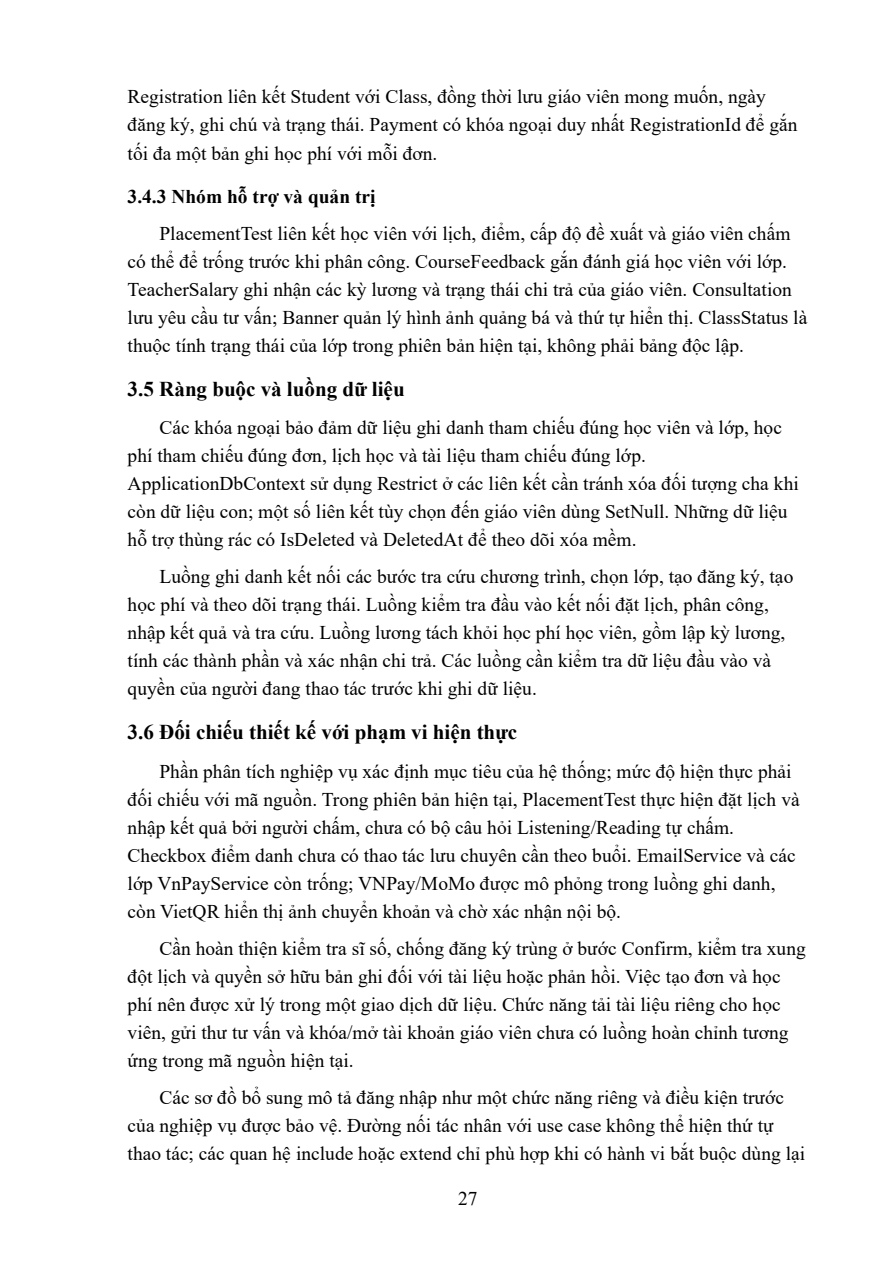 Registration liên kết Student với Class, đồng thời lưu giáo viên mong muốn, ngày
đăng ký, ghi chú và trạng thái. Payment có khóa ngoại duy nhất RegistrationId để gắn
tối đa một bản ghi học phí với mỗi đơn.
3.4.3 Nhóm hỗ trợ và quản trị
PlacementTest liên kết học viên với lịch, điểm, cấp độ đề xuất và giáo viên chấm
có thể để trống trước khi phân công. CourseFeedback gắn đánh giá học viên với lớp.
TeacherSalary ghi nhận các kỳ lương và trạng thái chi trả của giáo viên. Consultation
lưu yêu cầu tư vấn; Banner quản lý hình ảnh quảng bá và thứ tự hiển thị. ClassStatus là
thuộc tính trạng thái của lớp trong phiên bản hiện tại, không phải bảng độc lập.
3.5 Ràng buộc và luồng dữ liệu
Các khóa ngoại bảo đảm dữ liệu ghi danh tham chiếu đúng học viên và lớp, học
phí tham chiếu đúng đơn, lịch học và tài liệu tham chiếu đúng lớp.
ApplicationDbContext sử dụng Restrict ở các liên kết cần tránh xóa đối tượng cha khi
còn dữ liệu con; một số liên kết tùy chọn đến giáo viên dùng SetNull. Những dữ liệu
hỗ trợ thùng rác có IsDeleted và DeletedAt để theo dõi xóa mềm.
Luồng ghi danh kết nối các bước tra cứu chương trình, chọn lớp, tạo đăng ký, tạo
học phí và theo dõi trạng thái. Luồng kiểm tra đầu vào kết nối đặt lịch, phân công,
nhập kết quả và tra cứu. Luồng lương tách khỏi học phí học viên, gồm lập kỳ lương,
tính các thành phần và xác nhận chi trả. Các luồng cần kiểm tra dữ liệu đầu vào và
quyền của người đang thao tác trước khi ghi dữ liệu.
3.6 Đối chiếu thiết kế với phạm vi hiện thực
Phần phân tích nghiệp vụ xác định mục tiêu của hệ thống; mức độ hiện thực phải
đối chiếu với mã nguồn. Trong phiên bản hiện tại, PlacementTest thực hiện đặt lịch và
nhập kết quả bởi người chấm, chưa có bộ câu hỏi Listening/Reading tự chấm.
Checkbox điểm danh chưa có thao tác lưu chuyên cần theo buổi. EmailService và các
lớp VnPayService còn trống; VNPay/MoMo được mô phỏng trong luồng ghi danh,
còn VietQR hiển thị ảnh chuyển khoản và chờ xác nhận nội bộ.
Cần hoàn thiện kiểm tra sĩ số, chống đăng ký trùng ở bước Confirm, kiểm tra xung
đột lịch và quyền sở hữu bản ghi đối với tài liệu hoặc phản hồi. Việc tạo đơn và học
phí nên được xử lý trong một giao dịch dữ liệu. Chức năng tải tài liệu riêng cho học
viên, gửi thư tư vấn và khóa/mở tài khoản giáo viên chưa có luồng hoàn chỉnh tương
ứng trong mã nguồn hiện tại.
Các sơ đồ bổ sung mô tả đăng nhập như một chức năng riêng và điều kiện trước
của nghiệp vụ được bảo vệ. Đường nối tác nhân với use case không thể hiện thứ tự
thao tác; các quan hệ include hoặc extend chỉ phù hợp khi có hành vi bắt buộc dùng lại
27